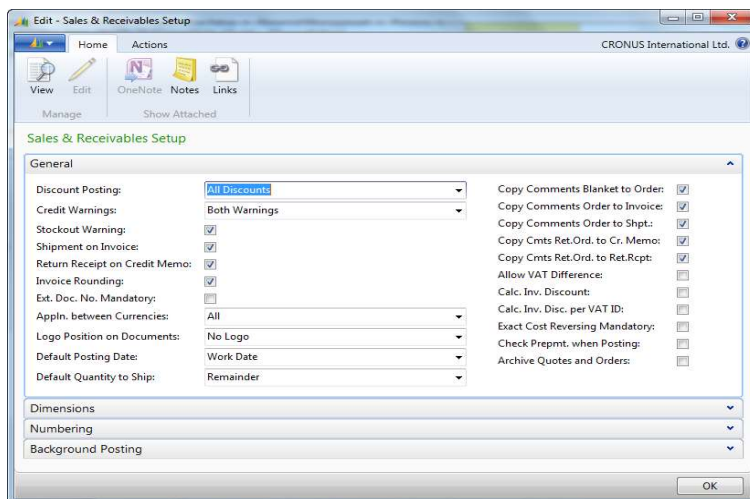 Edit - Sales & Receivables Setup
Home
Actions
CRONUS International Ltd.
View
Edit
OneNote
Notes
Links
Manage
Show Attached
Sales & Receivables Setup
General
Discount Posting: All Discounts
Credit Warnings: Both Warnings
Stockout Warning:
Shipment on Invoice:
Return Receipt on Credit Memo:
Invoice Rounding:
Ext. Doc. No. Mandatory:
Appln. between Currencies: All
Logo Position on Documents: No Logo
Default Posting Date: Work Date
Default Quantity to Ship: Remainder
Copy Comments Blanket to Order:
Copy Comments Order to Invoice:
Copy Comments Order to Shpt.:
Copy Cmts Ret.Ord. to Cr. Memo:
Copy Cmts Ret.Ord. to Ret.Rcpt:
Allow VAT Difference:
Calc. Inv. Discount:
Calc. Inv. Disc. per VAT ID:
Exact Cost Reversing Mandatory:
Check Prepmt. when Posting:
Archive Quotes and Orders:
Dimensions
Numbering
Background Posting
OK